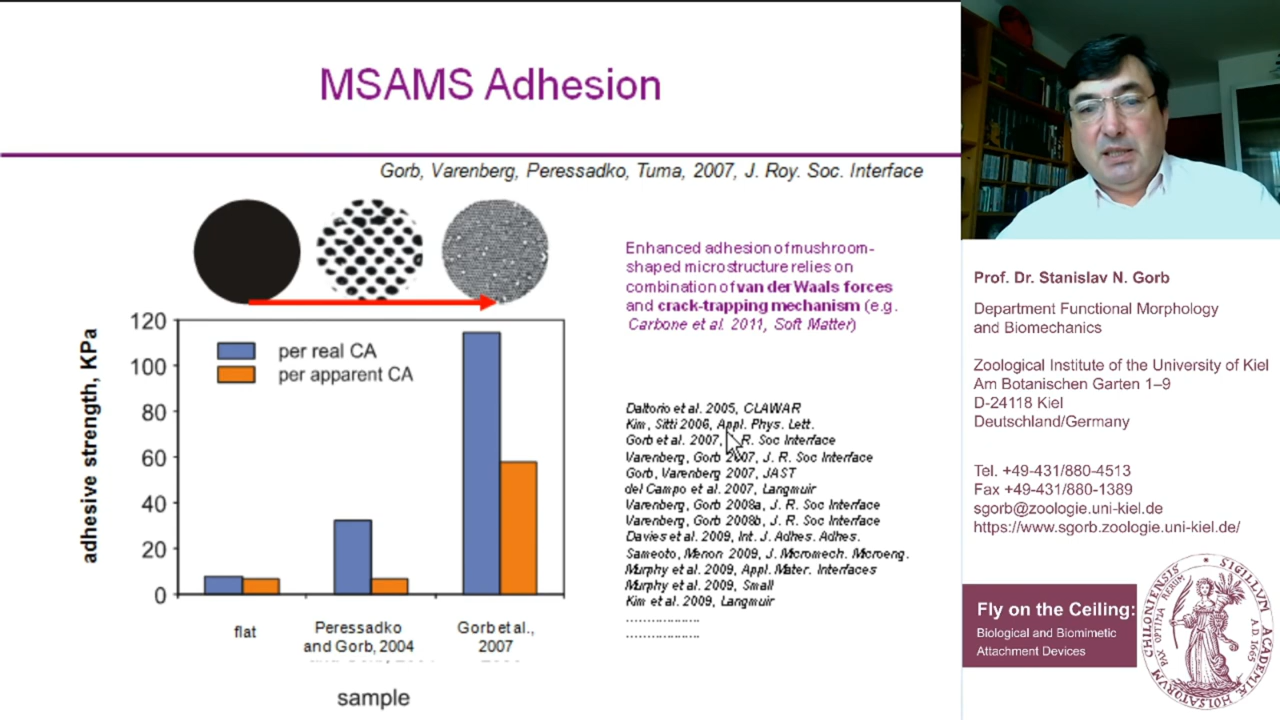 MSAMS Adhesion
Gorb, Varenberg, Peressadko, Tuma, 2007, J. Roy. Soc. Interface
Enhanced adhesion of mushroom-
shaped microstructure relies on
combination of van der Waals forces
and crack-trapping mechanism (e.g.
Carbone et al. 2011, Soft Matter)
adhesive strength, KPa
120
100
80
60
40
20
0
per real CA
per apparent CA
flat
Peressadko
and Gorb, 2004
Gorb et al.,
2007
sample
Daltorio et al. 2005, CLAWAR
Kim, Sitti 2006, Appl. Phys. Lett.
Gorb et al. 2007, R. Soc Interface
Varenberg, Gorb 2007, J. R. Soc Interface
Gorb, Varenberg 2007, JAST
del Campo et al. 2007, Langmuir
Varenberg, Gorb 2008a, J. R. Soc Interface
Varenberg, Gorb 2008b, J. R. Soc Interface
Davies et al. 2009, Int. J. Adhes. Adhes.
Sameoto, Menon 2009, J. Micromech. Microeng.
Murphy et al. 2009, Appl. Mater. Interfaces
Murphy et al. 2009, Small
Kim et al. 2009, Langmuir
..................
..................
Prof. Dr. Stanislav N. Gorb
Department Functional Morphology
and Biomechanics
Zoological Institute of the University of Kiel
Am Botanischen Garten 1–9
D-24118 Kiel
Deutschland/Germany
Tel. +49-431/880-4513
Fax +49-431/880-1389
sgorb@zoologie.uni-kiel.de
https://www.sgorb.zoologie.uni-kiel.de/
Fly on the Ceiling:
Biological and Biomimetic
Attachment Devices
SIGILLVM ACADEMIAE HOLSATORVM CHILONIENSIS
PAX OPTIMA RERUM
A.D. 1665